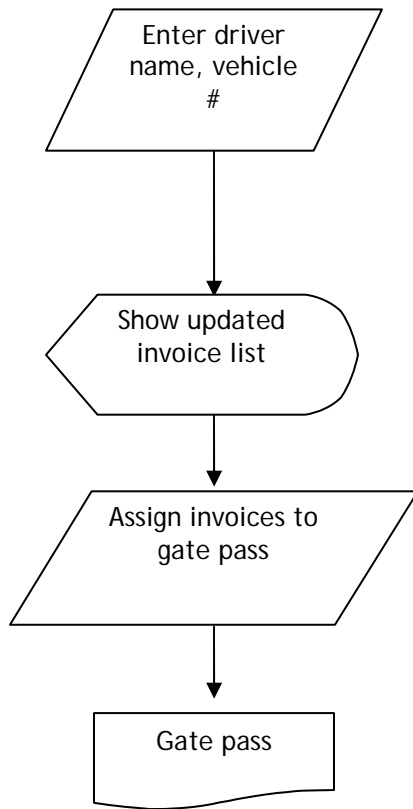 Enter driver
name, vehicle
#
Show updated
invoice list
Assign invoices to
gate pass
Gate pass